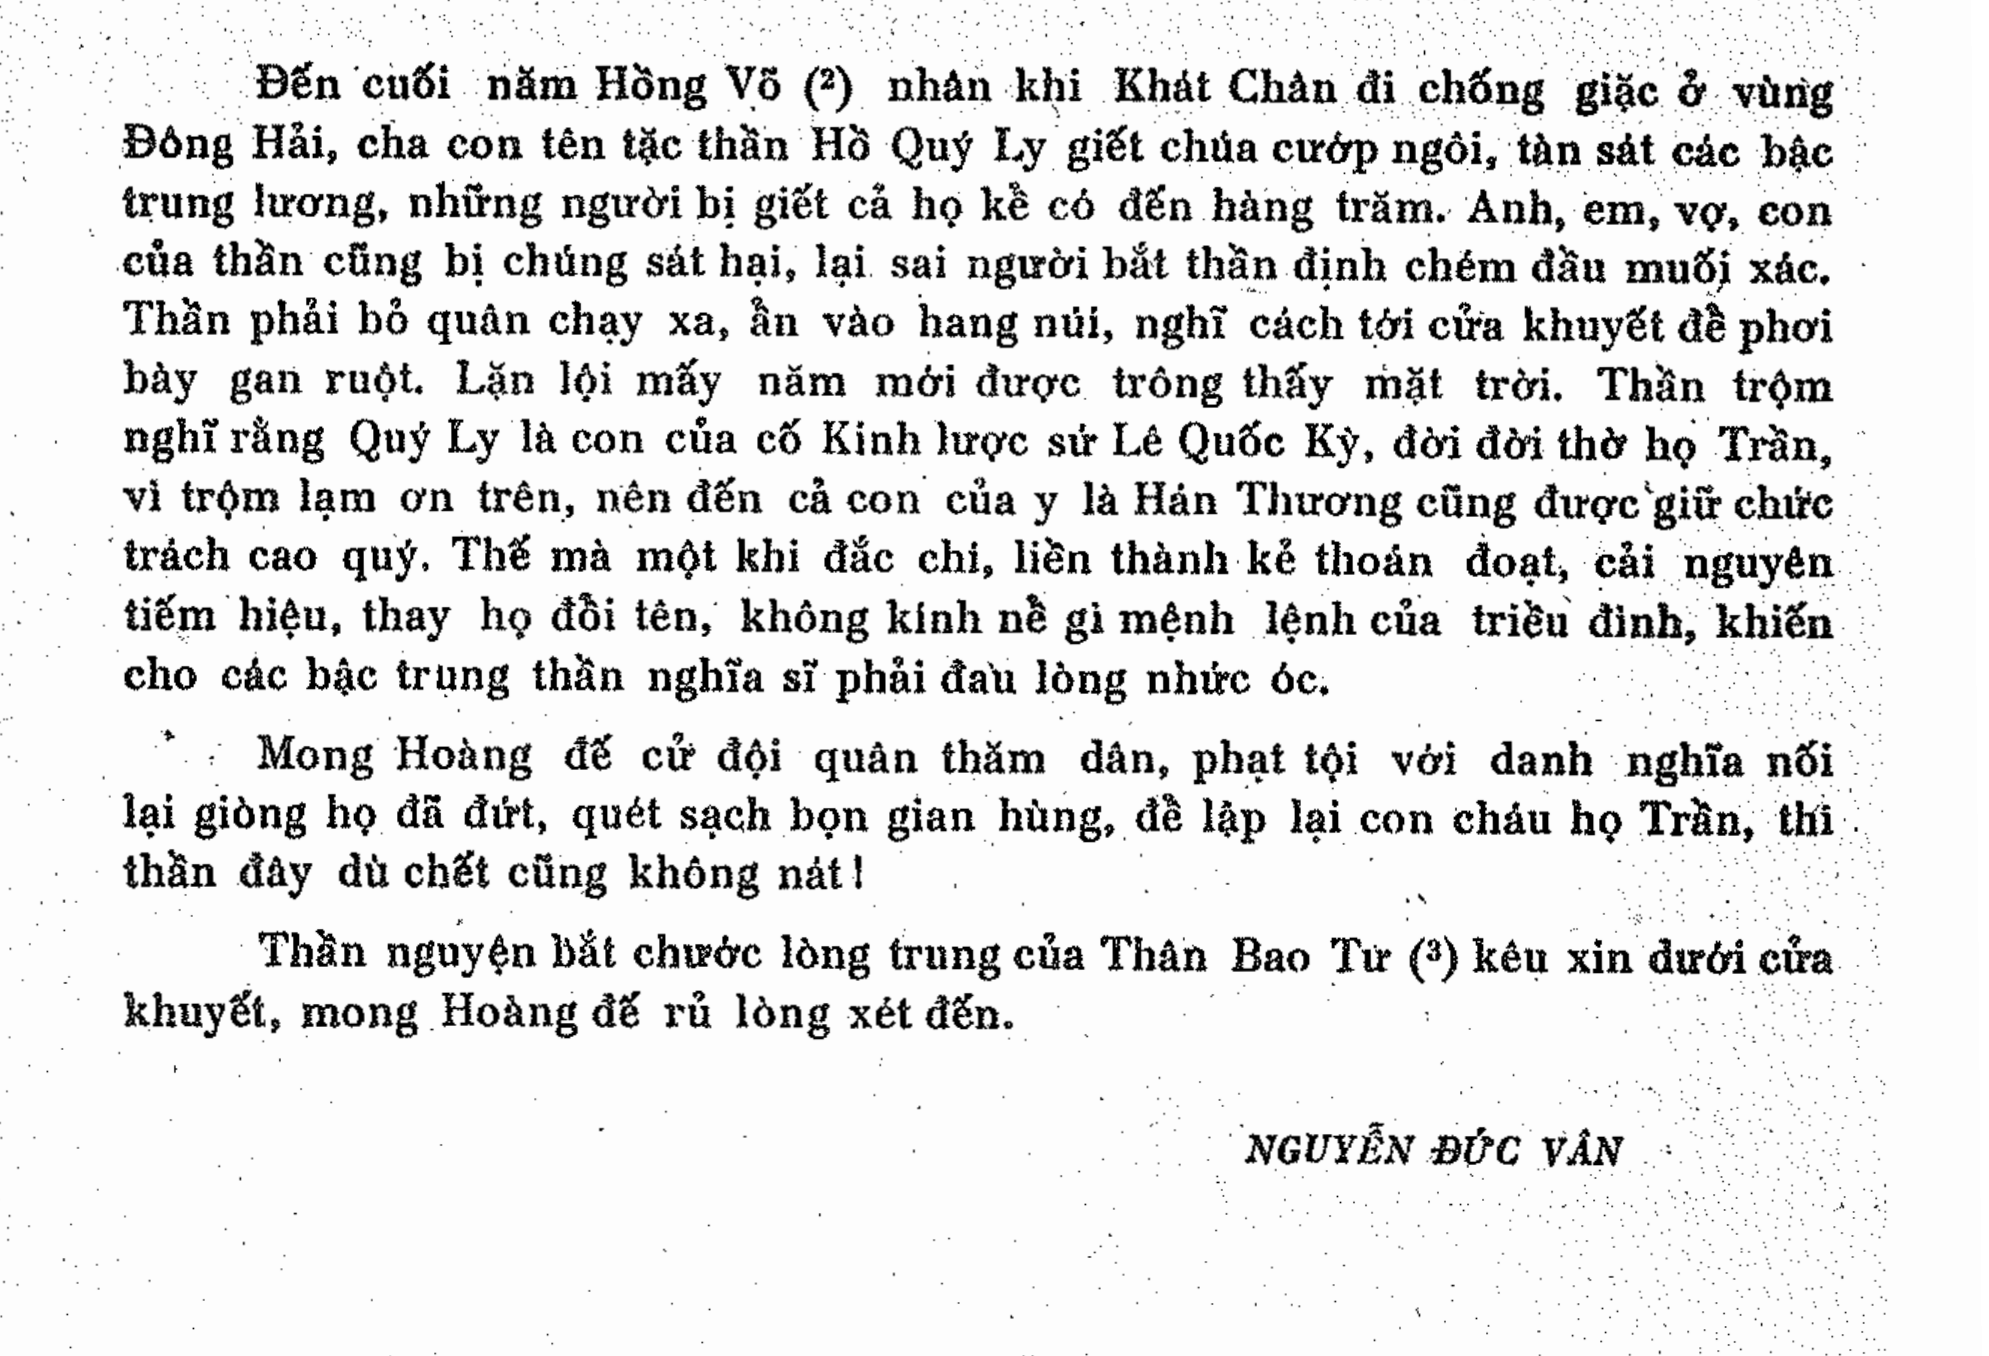 Đến cuối năm Hồng Võ (²) nhân khi Khát Chân đi chống giặc ở vùng
Đông Hải, cha con tên tặc thần Hồ Quý Ly giết chúa cướp ngôi, tàn sát các bậc
trung lương, những người bị giết cả họ kể có đến hàng trăm. Anh, em, vợ, con
của thần cũng bị chúng sát hại, lại sai người bắt thần định chém đầu muối xác.
Thần phải bỏ quân chạy xa, ẩn vào hang núi, nghĩ cách tới cửa khuyết để phơi
bày gan ruột. Lặn lội mấy năm mới được trông thấy mặt trời. Thần trộm
nghĩ rằng Quý Ly là con của cố Kinh lược sứ Lê Quốc Kỳ, đời đời thờ họ Trần,
vì trộm lạm ơn trên, nên đến cả con của y là Hán Thương cũng được giữ chức
trách cao quý. Thế mà một khi đắc chí, liền thành kẻ thoán đoạt, cải nguyên
tiếm hiệu, thay họ đổi tên, không kính nể gì mệnh lệnh của triều đình, khiến
cho các bậc trung thần nghĩa sĩ phải đau lòng nhức óc.
Mong Hoàng đế cử đội quân thăm dân, phạt tội với danh nghĩa nối
lại giòng họ đã đứt, quét sạch bọn gian hùng, để lập lại con cháu họ Trần, thì
thần đây dù chết cũng không nát!
Thần nguyện bắt chước lòng trung của Thân Bao Tư (³) kêu xin dưới cửa
khuyết, mong Hoàng đế rủ lòng xét đến.
NGUYỄN ĐỨC VÂN